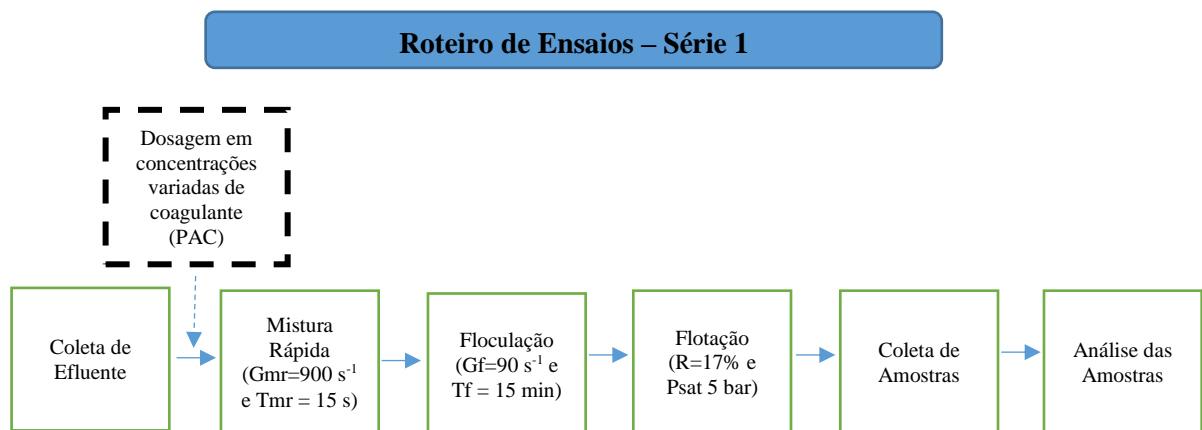 Roteiro de Ensaios – Série 1
Dosagem em
concentrações
variadas de
coagulante
(PAC)
Coleta de
Efluente
Mistura
Rápida
(Gmr=900 s⁻¹
e Tmr = 15 s)
Floculação
(Gf=90 s⁻¹ e
Tf = 15 min)
Flotação
(R=17% e
Psat 5 bar)
Coleta de
Amostras
Análise das
Amostras